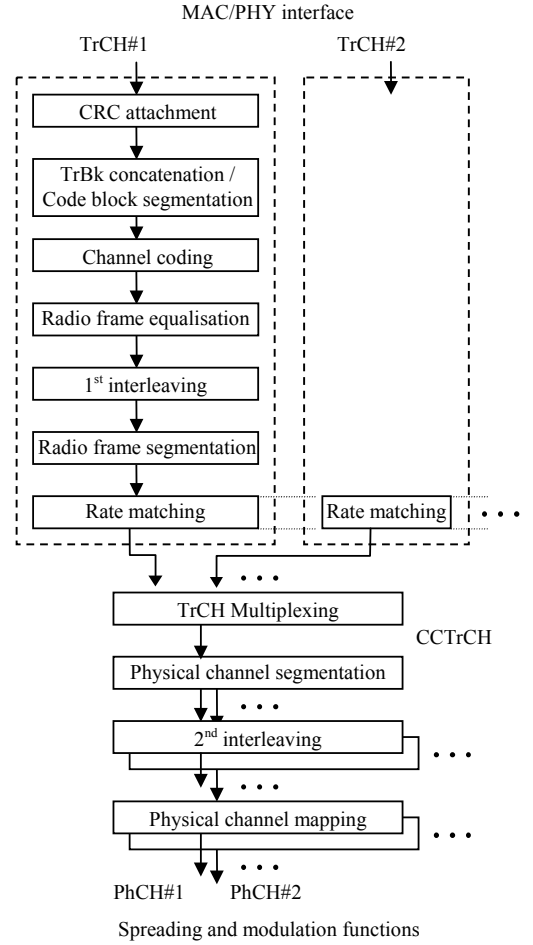 MAC/PHY interface
TrCH#1
TrCH#2
CRC attachment
TrBk concatenation /
Code block segmentation
Channel coding
Radio frame equalisation
1st interleaving
Radio frame segmentation
Rate matching
Rate matching
TrCH Multiplexing
CCTrCH
Physical channel segmentation
2nd interleaving
Physical channel mapping
PhCH#1
PhCH#2
Spreading and modulation functions